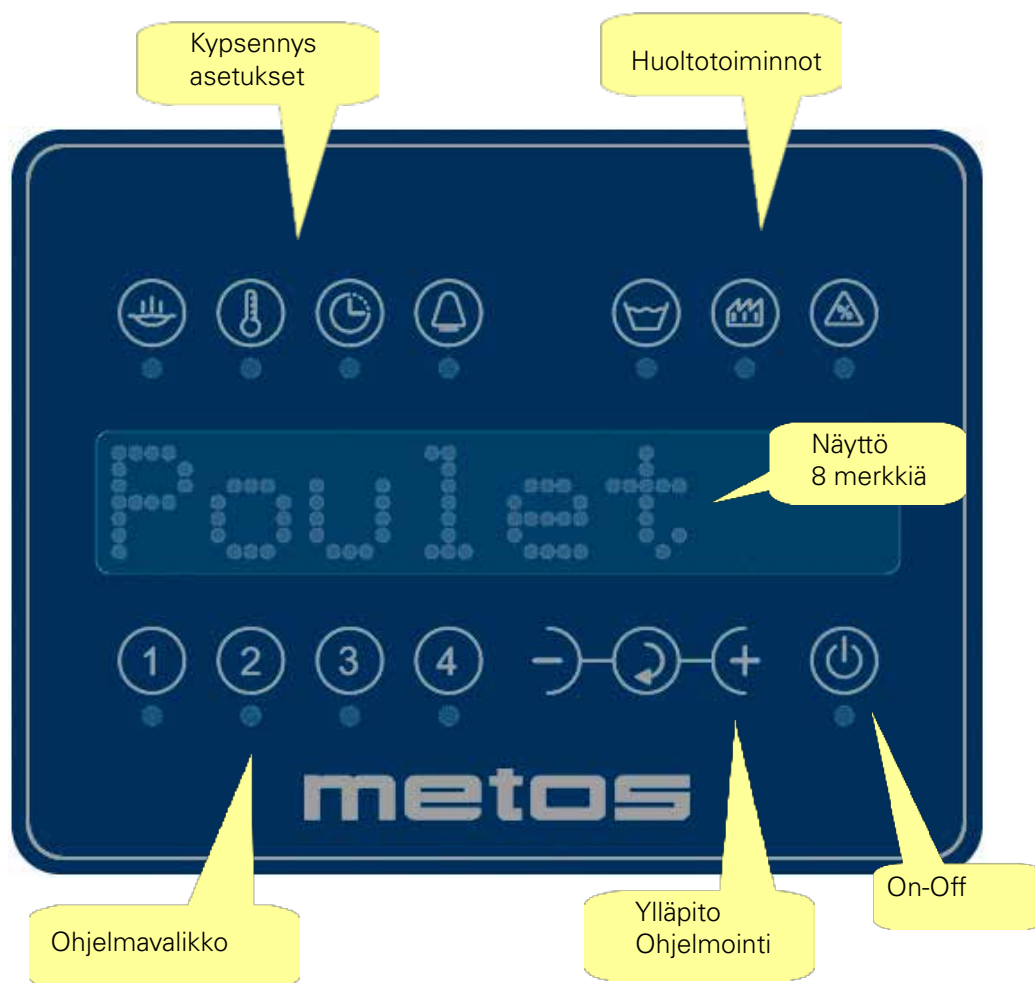 Kypsennys
asetukset
Huoltotoiminnot
%
Poulet
Näyttö
8 merkkiä
1 2 3 4 - +
metos
Ohjelmavalikko
Ylläpito
Ohjelmointi
On-Off